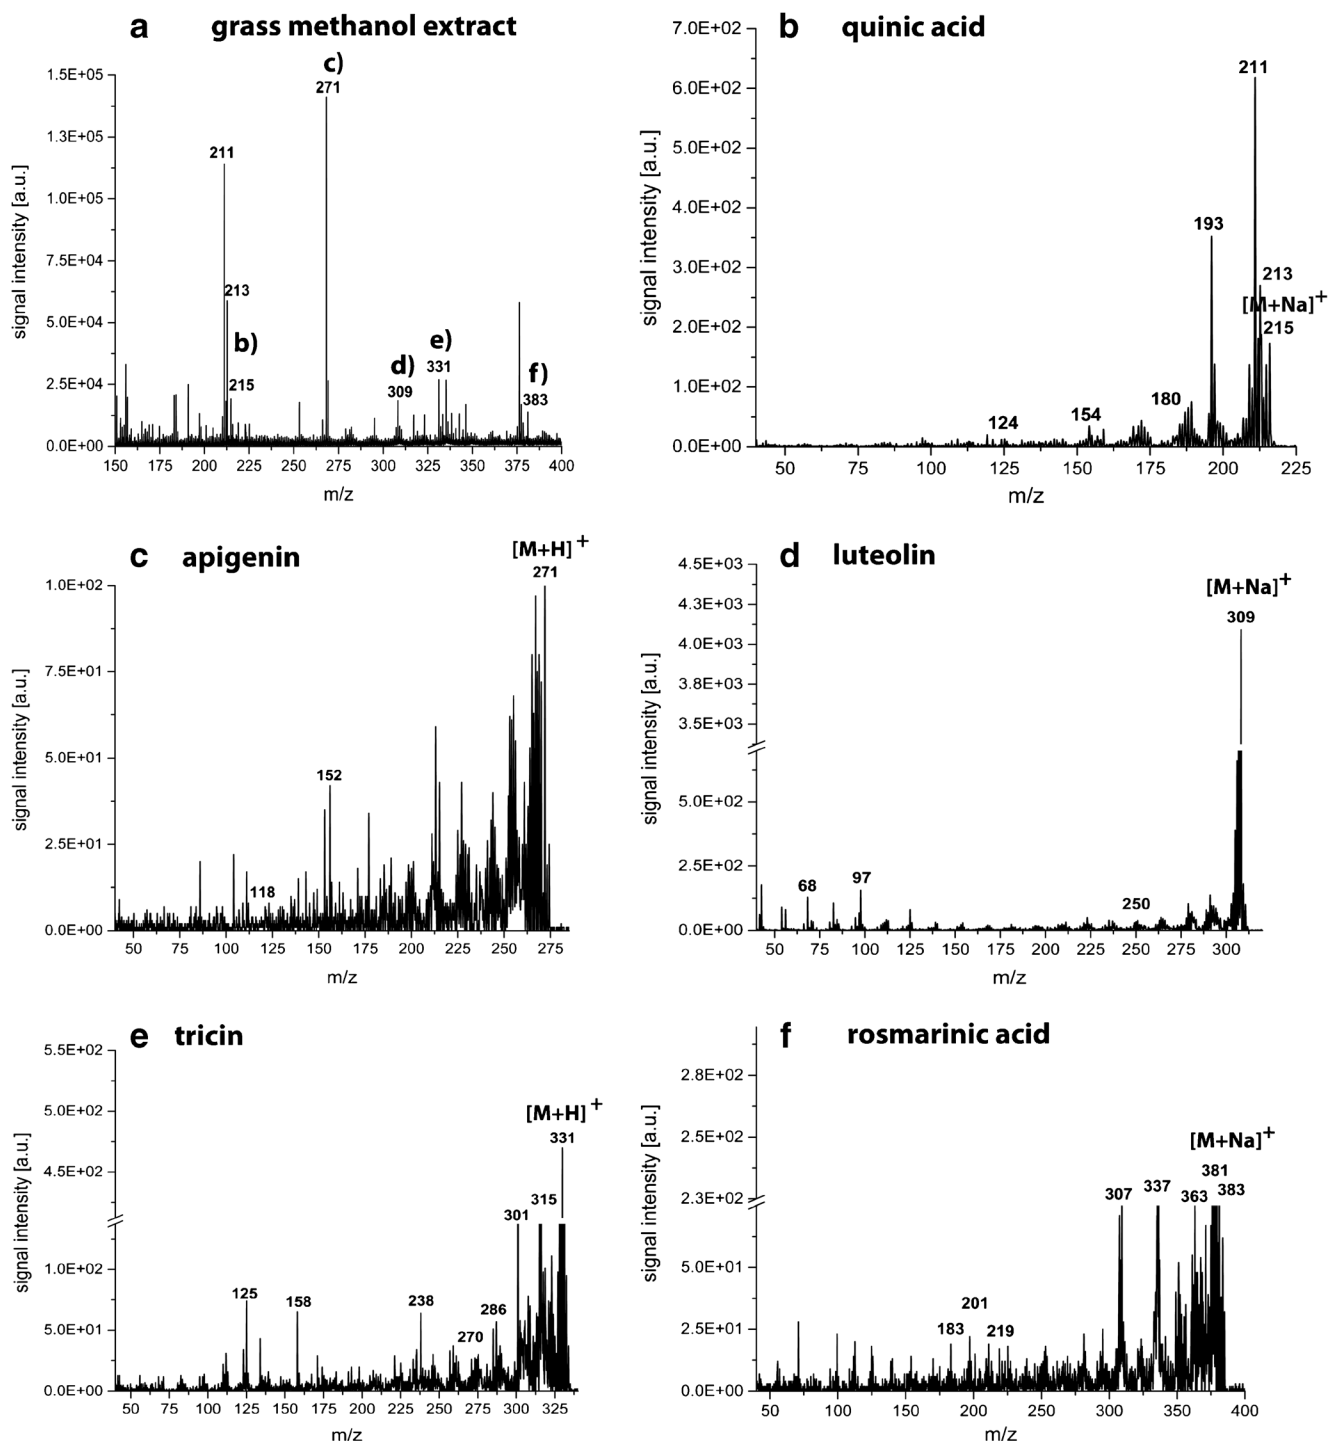 a grass methanol extract
c)
271
211
213
b)
215
d)
309
e)
331
f)
383
signal intensity [a.u.]
1.5E+05
1.3E+05
1.0E+05
7.5E+04
5.0E+04
2.5E+04
0.0E+00
150 175 200 225 250 275 300 325 350 375 400
m/z
b quinic acid
211
193
213
[M+Na]+
215
180
154
124
signal intensity [a.u.]
7.0E+02
6.0E+02
5.0E+02
4.0E+02
3.0E+02
2.0E+02
1.0E+02
0.0E+00
50 75 100 125 150 175 200 225
m/z
c apigenin
[M+H]+
271
152
118
signal intensity [a.u.]
1.0E+02
7.5E+01
5.0E+01
2.5E+01
0.0E+00
50 75 100 125 150 175 200 225 250 275
m/z
d luteolin
[M+Na]+
309
68
97
250
signal intensity [a.u.]
4.5E+03
4.3E+03
4.0E+03
3.8E+03
3.5E+03
5.0E+02
2.5E+02
0.0E+00
50 75 100 125 150 175 200 225 250 275 300
m/z
e tricin
[M+H]+
331
315
301
125
158
238
286
270
signal intensity [a.u.]
5.5E+02
5.0E+02
4.5E+02
1.0E+02
5.0E+01
0.0E+00
50 75 100 125 150 175 200 225 250 275 300 325
m/z
f rosmarinic acid
[M+Na]+
381
383
363
337
307
201
183
219
signal intensity [a.u.]
2.8E+02
2.5E+02
2.3E+02
5.0E+01
2.5E+01
0.0E+00
50 100 150 200 250 300 350 400
m/z